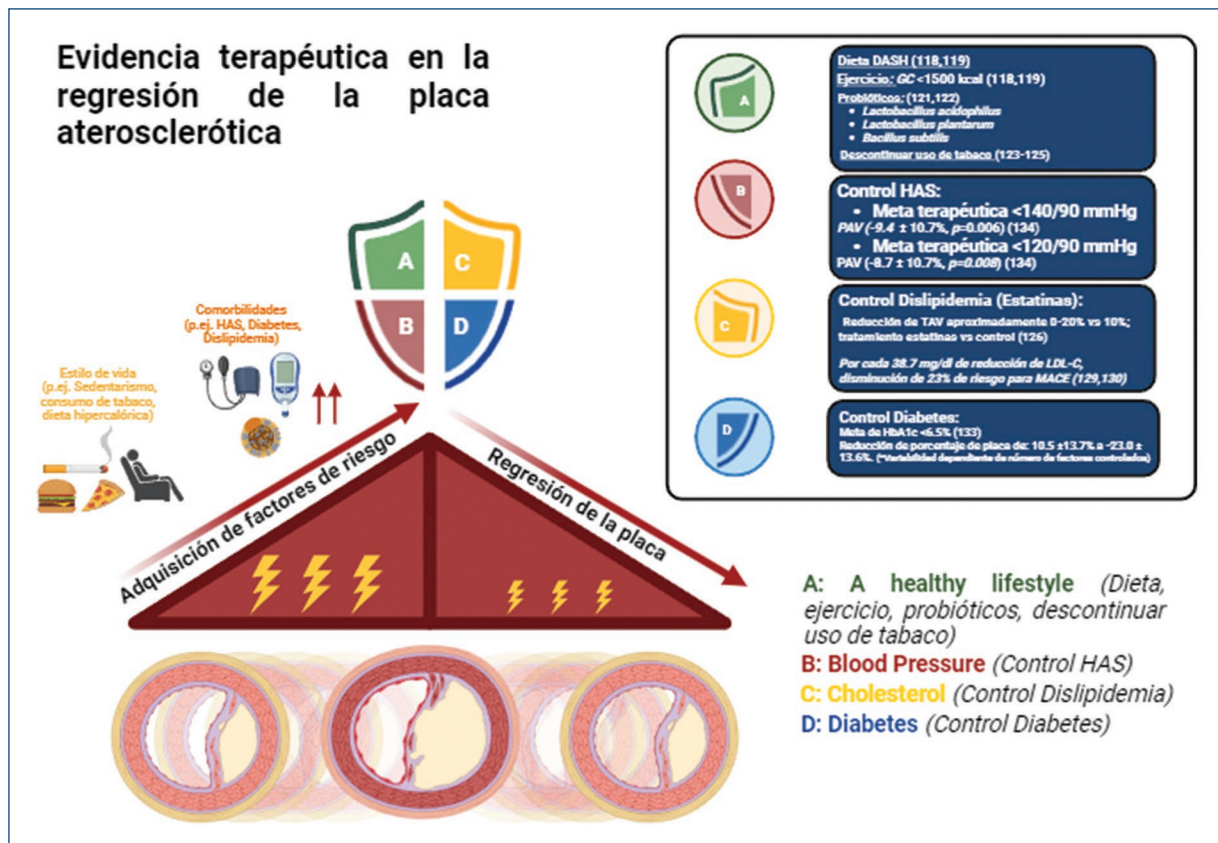 Evidencia terapéutica en la
regresión de la placa
aterosclerótica
A
C
B
D
Comorbilidades
(p.ej. HAS, Diabetes,
Dislipidemia)
Estilo de vida
(p.ej. Sedentarismo,
consumo de tabaco,
dieta hipercalórica)
Adquisición de factores de riesgo
Regresión de la placa
A
Dieta DASH (118,119)
Ejercicio: GC <1500 kcal (118,119)
Probióticos: (121,122)
• Lactobacillus acidophilus
• Lactobacillus plantarum
• Bacillus subtilis
Descontinuar uso de tabaco (123-125)
B
Control HAS:
• Meta terapéutica <140/90 mmHg
PAV (-9.4 ± 10.7%, p=0.006) (134)
• Meta terapéutica <120/90 mmHg
PAV (-8.7 ± 10.7%, p=0.008) (134)
C
Control Dislipidemia (Estatinas):
Reducción de TAV aproximadamente 0-20% vs 10%;
tratamiento estatinas vs control (126)
Por cada 38.7 mg/dl de reducción de LDL-C,
disminución de 23% de riesgo para MACE (129,130)
D
Control Diabetes:
Meta de HbA1c <6.5% (133)
Reducción de porcentaje de placa de: 10.5 ±13.7% a -23.0 ±
13.6%. (*Variabilidad dependiente de número de factores controlados)
A: A healthy lifestyle (Dieta,
ejercicio, probióticos, descontinuar
uso de tabaco)
B: Blood Pressure (Control HAS)
C: Cholesterol (Control Dislipidemia)
D: Diabetes (Control Diabetes)